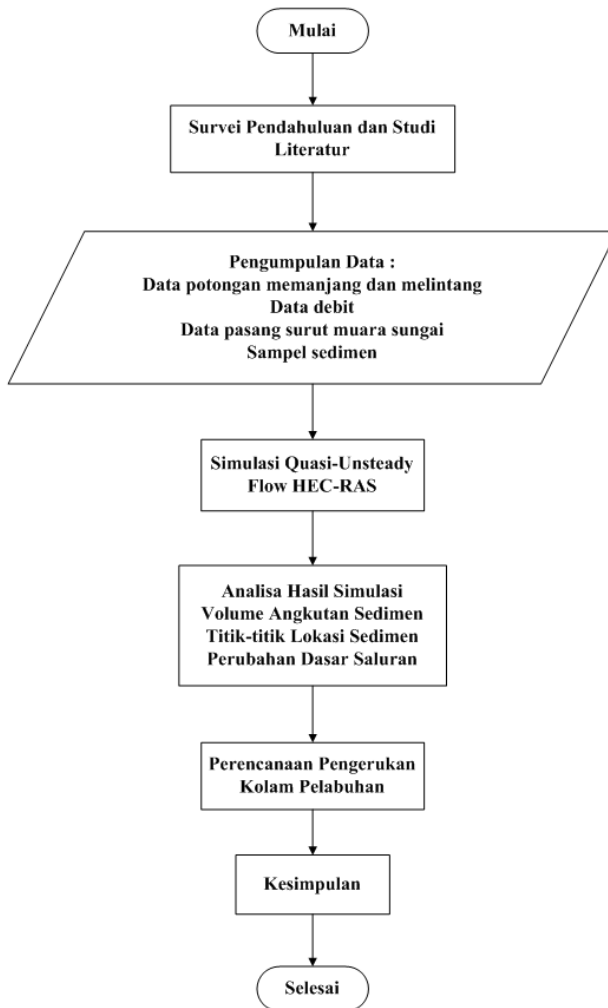 Mulai
Survei Pendahuluan dan Studi
Literatur
Pengumpulan Data :
Data potongan memanjang dan melintang
Data debit
Data pasang surut muara sungai
Sampel sedimen
Simulasi Quasi-Unsteady
Flow HEC-RAS
Analisa Hasil Simulasi
Volume Angkutan Sedimen
Titik-titik Lokasi Sedimen
Perubahan Dasar Saluran
Perencanaan Pengerukan
Kolam Pelabuhan
Kesimpulan
Selesai